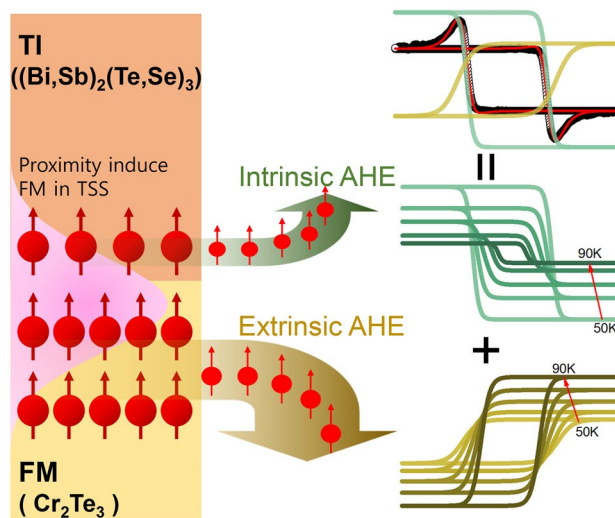 TI
((Bi,Sb)₂(Te,Se)₃)
Proximity induce
FM in TSS
Intrinsic AHE
Extrinsic AHE
FM
( Cr₂Te₃ )
=
90K
50K
+
90K
50K